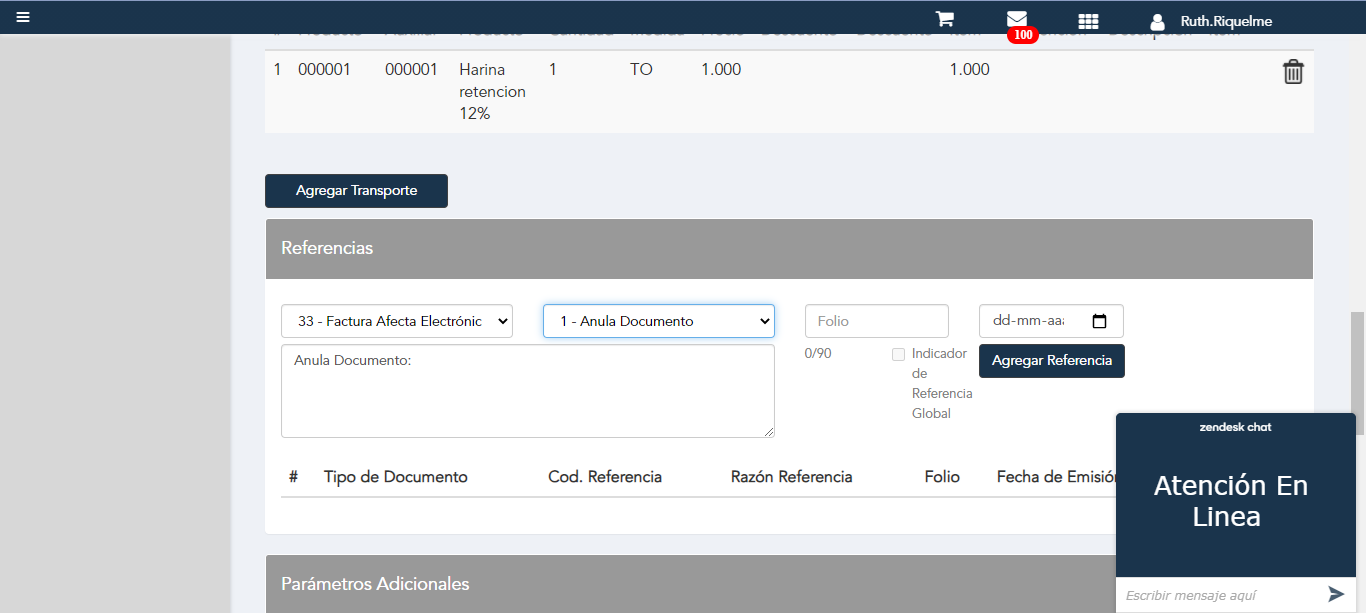 Ruth.Riquelme
100
1 000001 000001 Harina 1 TO 1.000 1.000
retencion
12%
Agregar Transporte
Referencias
33 - Factura Afecta Electrónic 1 - Anula Documento Folio dd-mm-aaa
Anula Documento: 0/90 Indicador Agregar Referencia
de
Referencia
Global
zendesk chat
# Tipo de Documento Cod. Referencia Razón Referencia Folio Fecha de Emisión
Atención En
Linea
Parámetros Adicionales
Escribir mensaje aquí